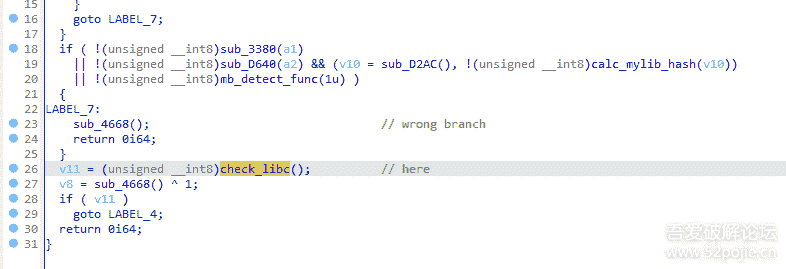 15 }
16 goto LABEL_7;
17 }
18 if ( !(unsigned __int8)sub_3380(a1)
19 || !(unsigned __int8)sub_D640(a2) && (v10 = sub_D2AC(), !(unsigned __int8)calc_mylib_hash(v10))
20 || !(unsigned __int8)mb_detect_func(1u) )
21 {
22 LABEL_7:
23 sub_4668(); // wrong branch
24 return 0i64;
25 }
26 v11 = (unsigned __int8)check_libc(); // here
27 v8 = sub_4668() ^ 1;
28 if ( v11 )
29 goto LABEL_4;
30 return 0i64;
31 }
吾爱破解论坛
www.52pojie.cn